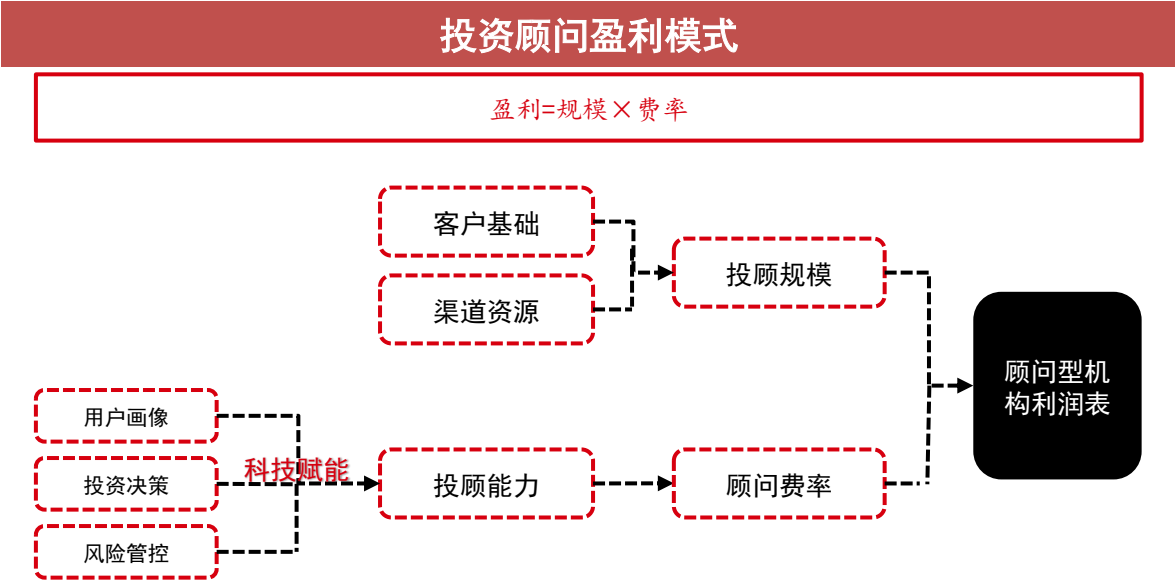 投资顾问盈利模式
盈利=规模×费率
客户基础
渠道资源
投顾规模
顾问型机
构利润表
用户画像
投资决策
风险管控
科技赋能
投顾能力
顾问费率